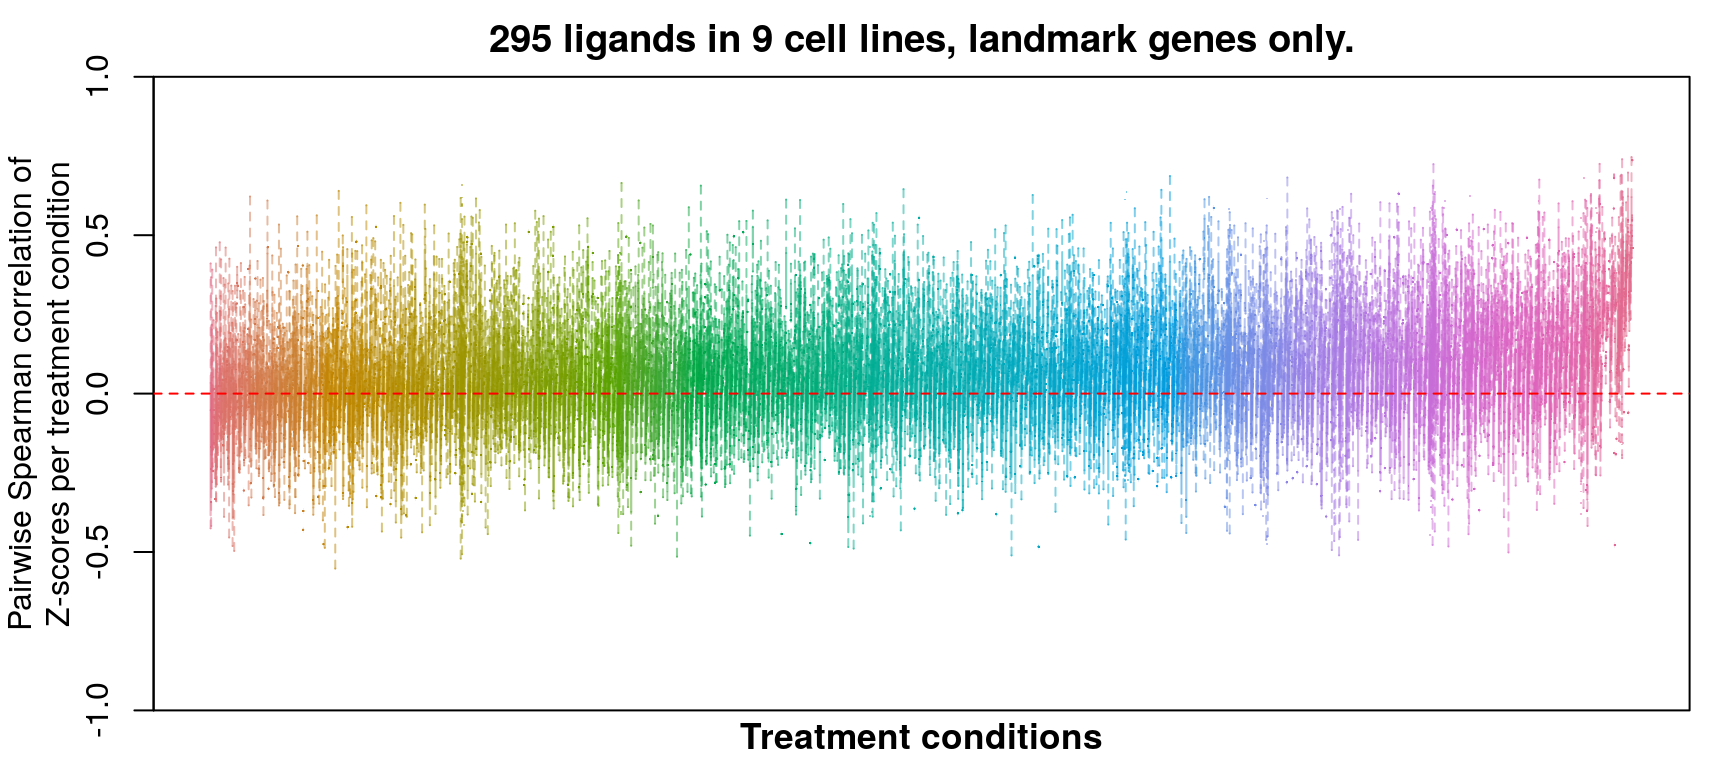 295 ligands in 9 cell lines, landmark genes only.
Pairwise Spearman correlation of
Z-scores per treatment condition
1.0
0.5
0.0
-0.5
-1.0
Treatment conditions